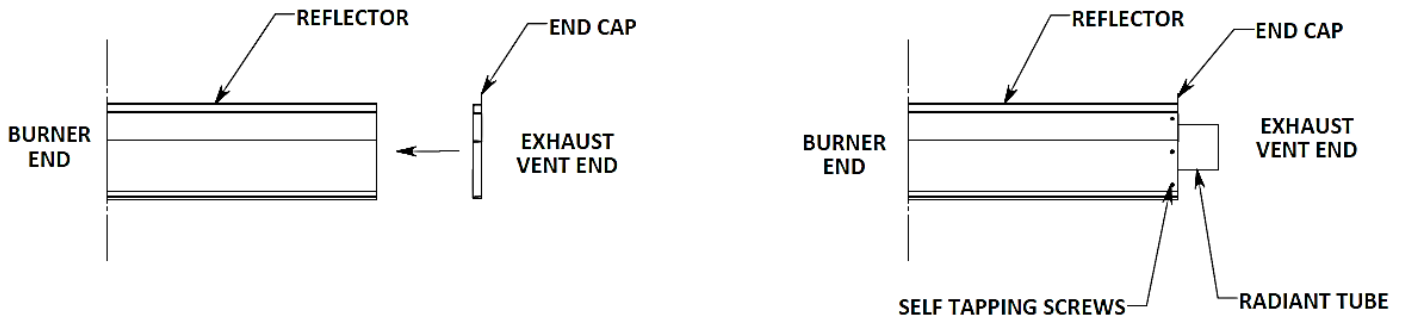 REFLECTOR
END CAP
BURNER
END
EXHAUST
VENT END
REFLECTOR
END CAP
BURNER
END
EXHAUST
VENT END
SELF TAPPING SCREWS
RADIANT TUBE